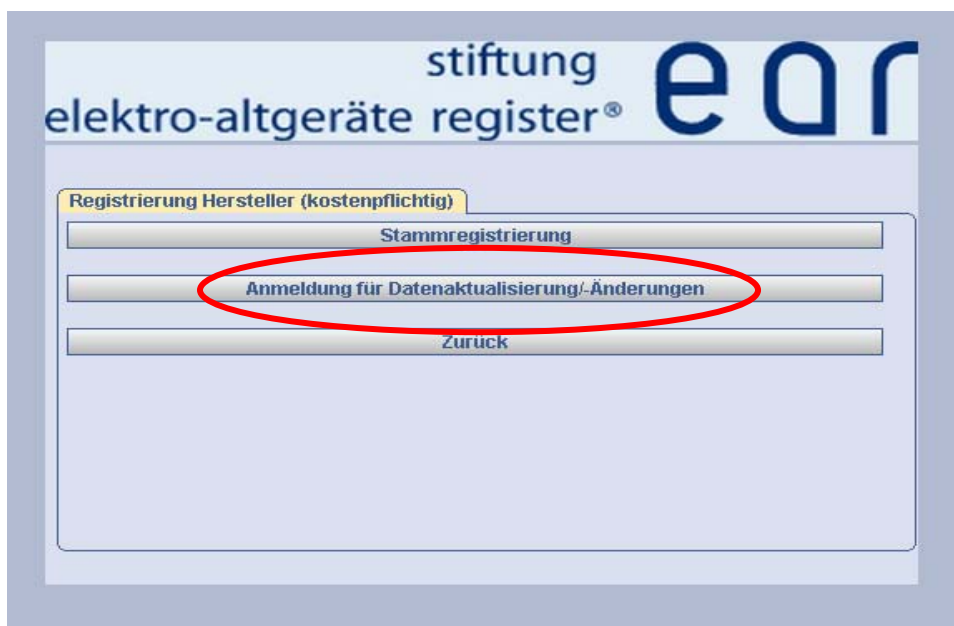 stiftung
elektro-altgeräte register®
ear
Registrierung Hersteller (kostenpflichtig)
Stammregistrierung
Anmeldung für Datenaktualisierung/-Änderungen
Zurück